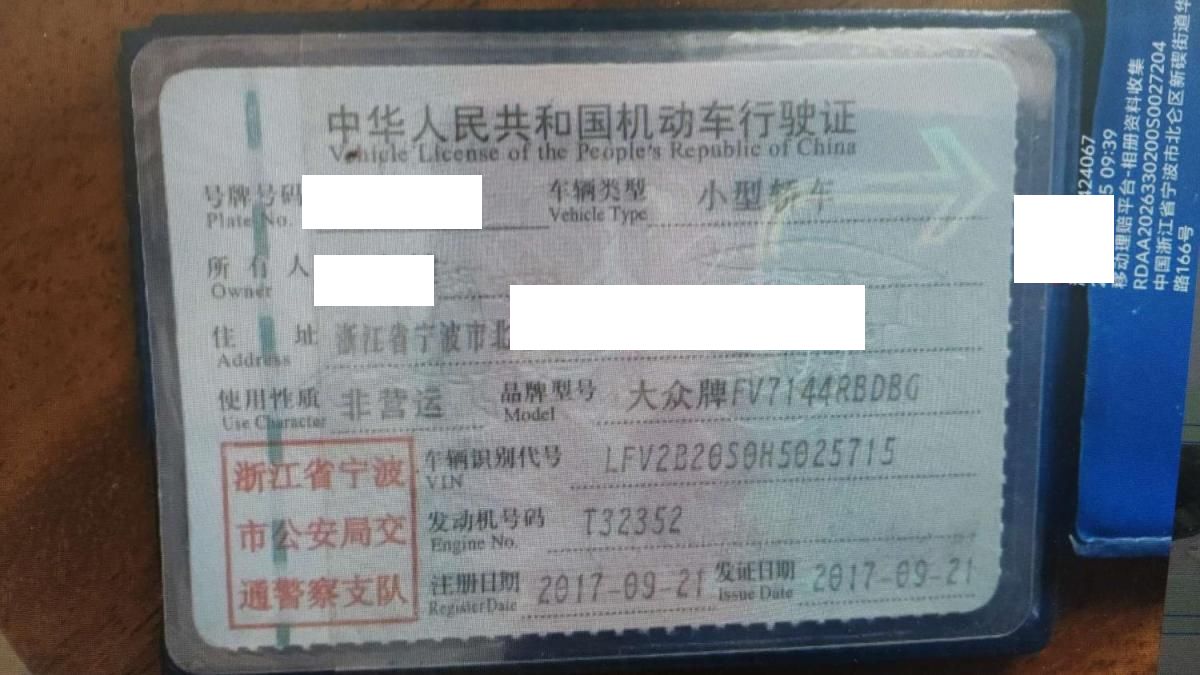 中华人民共和国机动车行驶证
Vehicle License of the People's Republic of China
号牌号码
Plate No.
车辆类型 小型轿车
Vehicle Type
所有人
Owner
住址 浙江省宁波市北
Address
使用性质 非营运
Use Character
品牌型号 大众牌FV7144RBDBG
Model
浙江省宁波
市公安局交
通警察支队
车辆识别代号 LFV2B20S0H5025715
VIN
发动机号码 T32352
Engine No.
注册日期 2017-09-21
Register Date
发证日期 2017-09-21
Issue Date
424067
5 09:39
移动理赔平台-相册资料收集
RDAA2026330200S0027204
中国浙江省宁波市北仑区新碶街道华
路166号